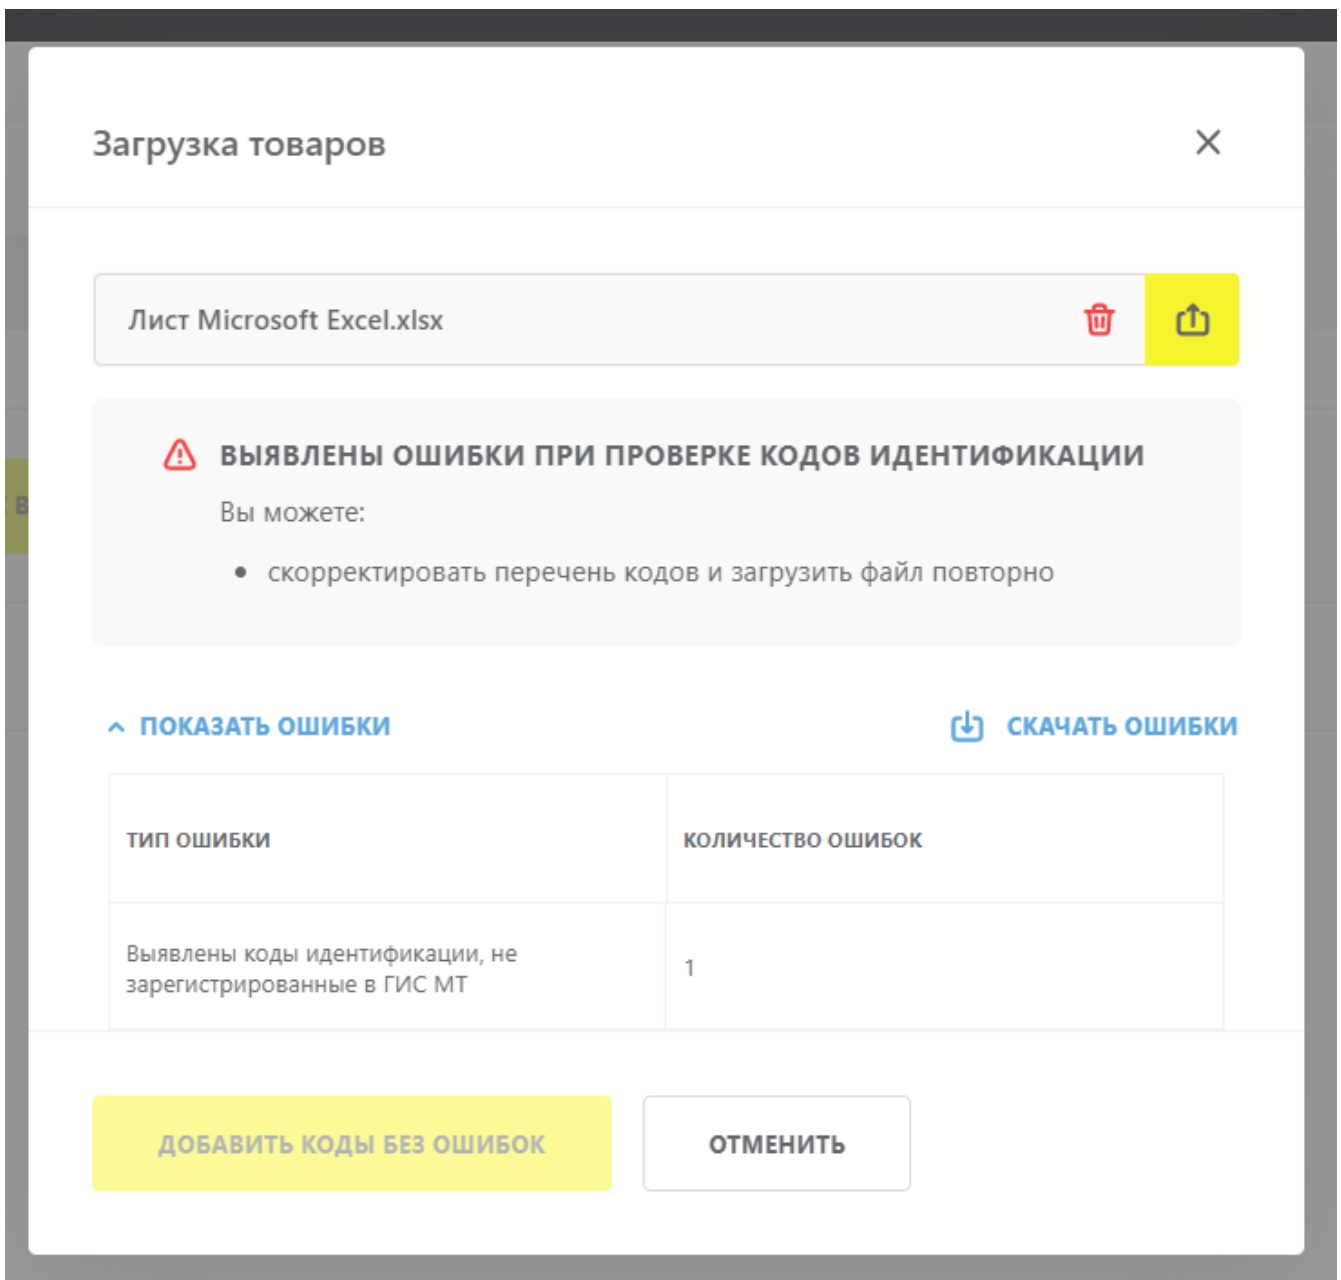 Загрузка товаров
Лист Microsoft Excel.xlsx
ВЫЯВЛЕНЫ ОШИБКИ ПРИ ПРОВЕРКЕ КОДОВ ИДЕНТИФИКАЦИИ
Вы можете:
• скорректировать перечень кодов и загрузить файл повторно
ПОКАЗАТЬ ОШИБКИ
СКАЧАТЬ ОШИБКИ
ТИП ОШИБКИ
КОЛИЧЕСТВО ОШИБОК
Выявлены коды идентификации, не
зарегистрированные в ГИС МТ
1
ДОБАВИТЬ КОДЫ БЕЗ ОШИБОК
ОТМЕНИТЬ